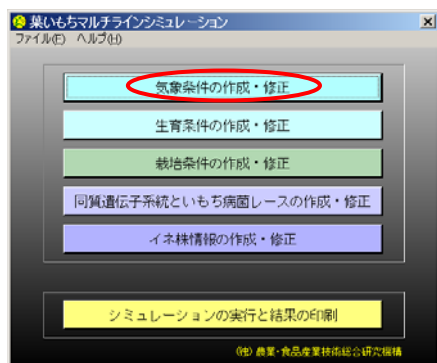 葉いもちマルチラインシミュレーション
ファイル(F) ヘルプ(H)
気象条件の作成・修正
生育条件の作成・修正
栽培条件の作成・修正
同質遺伝子系統といもち病菌レースの作成・修正
イネ株情報の作成・修正
シミュレーションの実行と結果の印刷
(独) 農業・食品産業技術総合研究機構